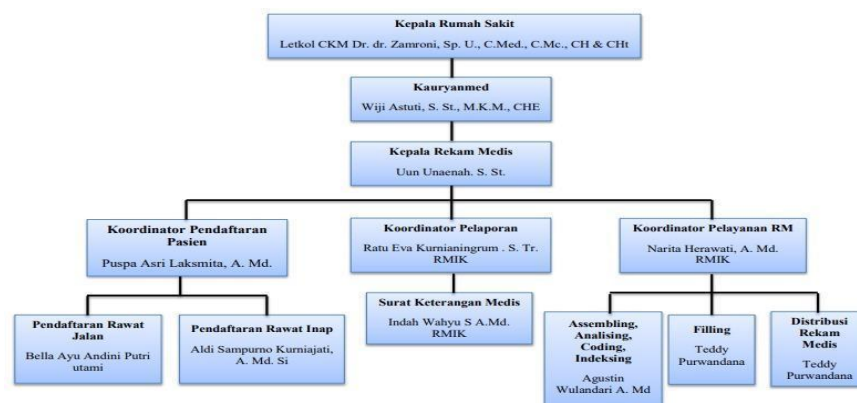 Kepala Rumah Sakit
Letkol CKM Dr. dr. Zamroni, Sp. U., C.Med., C.Mc., CH & CHt
Kauryanmed
Wiji Astuti, S. St., M.K.M., CHE
Kepala Rekam Medis
Uun Unaenah. S. St.
Koordinator Pendaftaran
Pasien
Puspa Asri Laksmita, A. Md.
Koordinator Pelaporan
Ratu Eva Kurnianingrum . S. Tr.
RMIK
Koordinator Pelayanan RM
Narita Herawati, A. Md.
RMIK
Pendaftaran Rawat
Jalan
Bella Ayu Andini Putri
utami
Pendaftaran Rawat Inap
Aldi Sampurno Kurniajati,
A. Md. Si
Surat Keterangan Medis
Indah Wahyu S A.Md.
RMIK
Assembling,
Analising,
Coding,
Indeksing
Agustin
Wulandari A. Md
Filling
Teddy
Purwandana
Distribusi
Rekam
Medis
Teddy
Purwandana